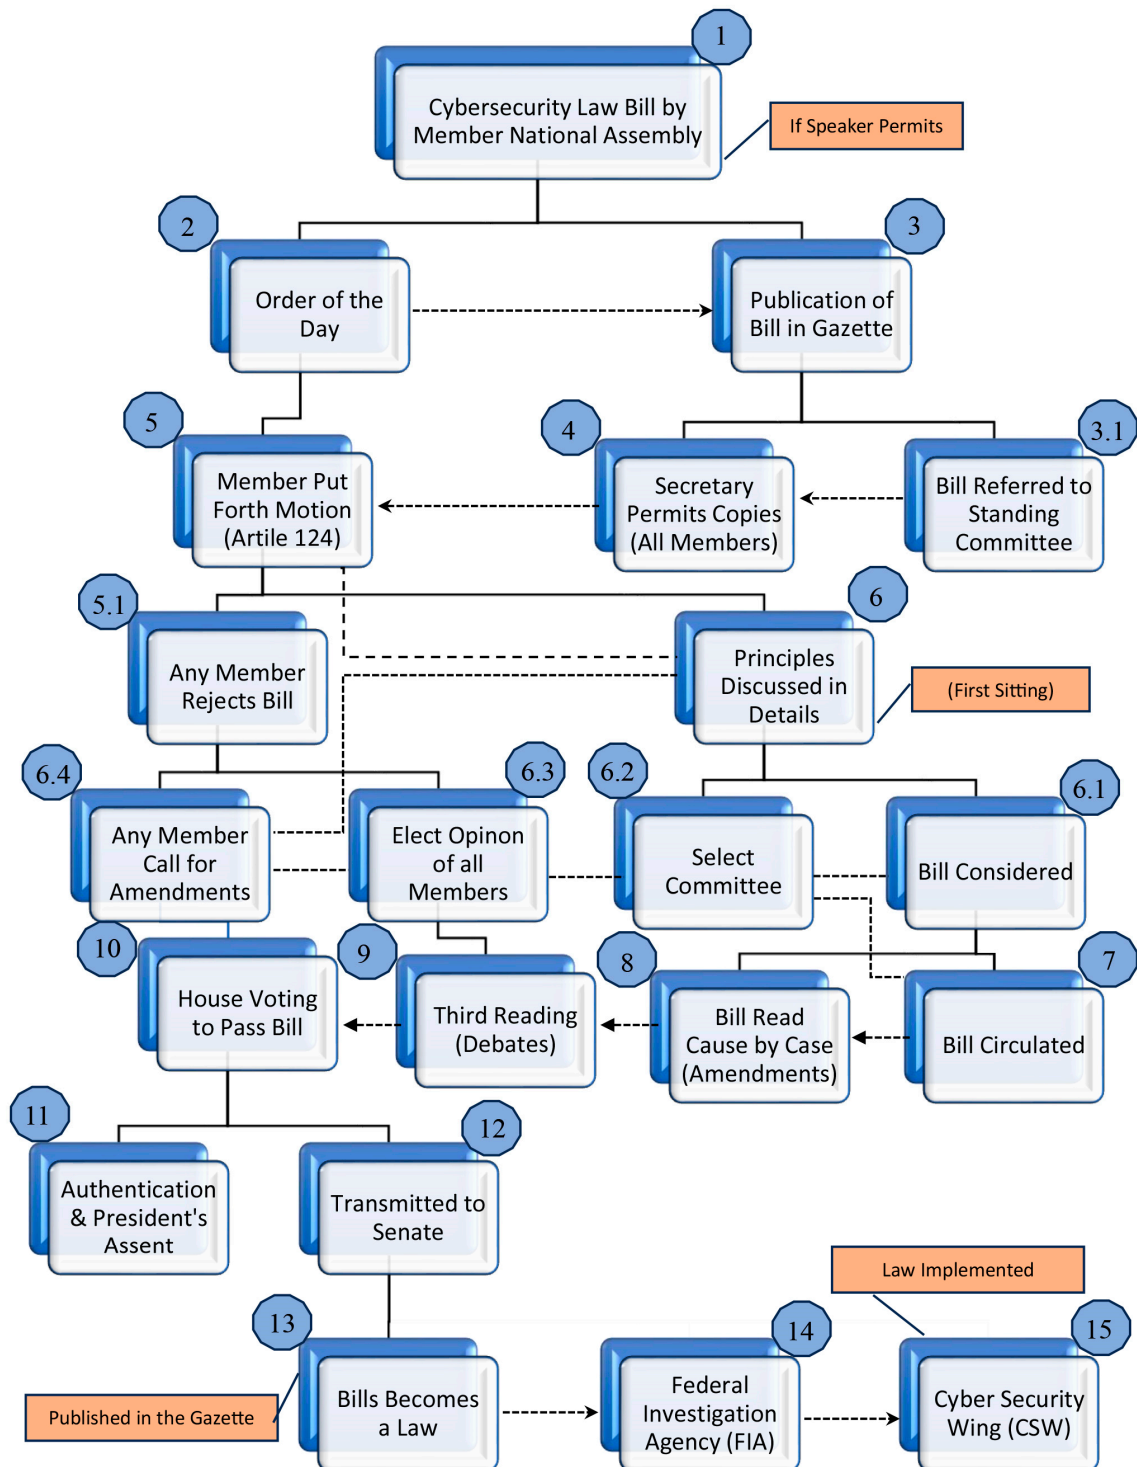 1
Cybersecurity Law Bill by
Member National Assembly
If Speaker Permits
2
Order of the
Day
3
Publication of
Bill in Gazette
5
Member Put
Forth Motion
(Artile 124)
4
Secretary
Permits Copies
(All Members)
3.1
Bill Referred to
Standing
Committee
5.1
Any Member
Rejects Bill
6
Principles
Discussed in
Details
(First Sitting)
6.4
Any Member
Call for
Amendments
6.3
Elect Opinon
of all
Members
6.2
Select
Committee
6.1
Bill Considered
10
House Voting
to Pass Bill
9
Third Reading
(Debates)
8
Bill Read
Cause by Case
(Amendments)
7
Bill Circulated
11
Authentication
& President's
Assent
12
Transmitted to
Senate
Law Implemented
13
Bills Becomes
a Law
Published in the Gazette
14
Federal
Investigation
Agency (FIA)
15
Cyber Security
Wing (CSW)